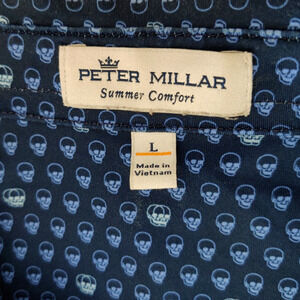 PETER MILLAR
Summer Comfort
L
Made in
Vietnam